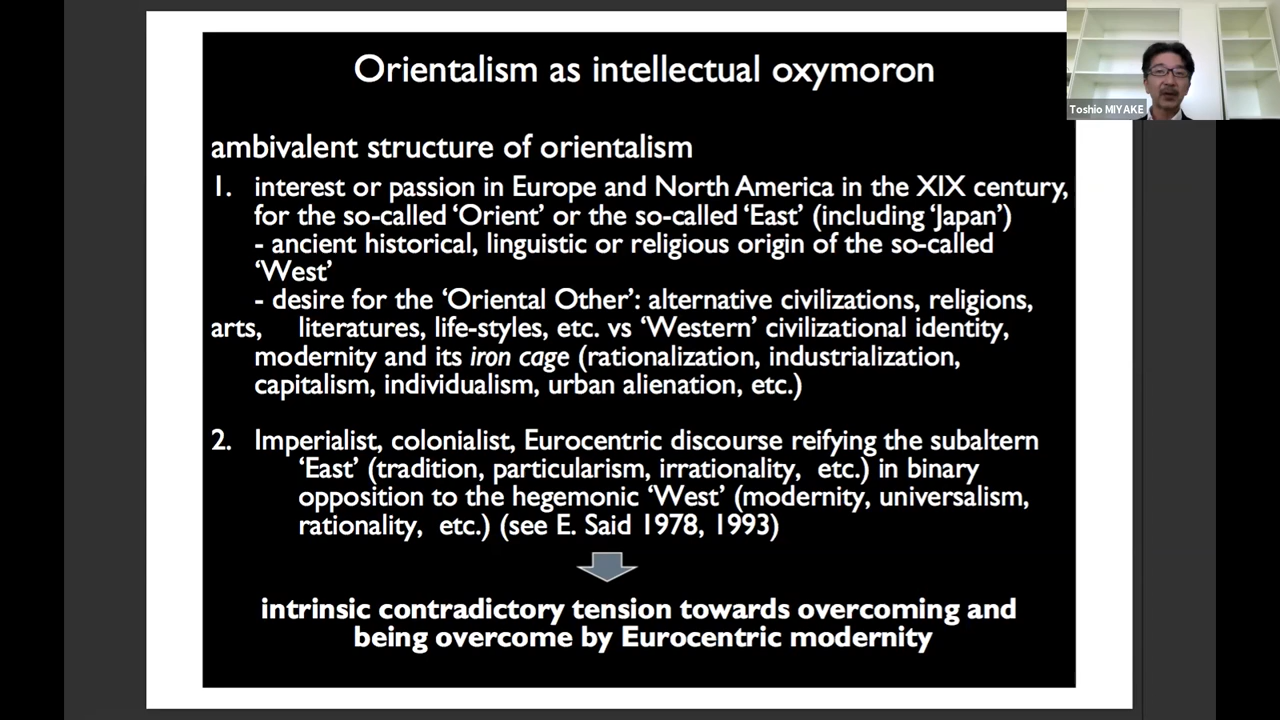 Orientalism as intellectual oxymoron
Toshio MIYAKE
ambivalent structure of orientalism
1. interest or passion in Europe and North America in the XIX century,
for the so-called ‘Orient’ or the so-called ‘East’ (including ‘Japan’)
- ancient historical, linguistic or religious origin of the so-called
‘West’
- desire for the ‘Oriental Other’: alternative civilizations, religions,
arts, literatures, life-styles, etc. vs ‘Western’ civilizational identity,
modernity and its iron cage (rationalization, industrialization,
capitalism, individualism, urban alienation, etc.)
2. Imperialist, colonialist, Eurocentric discourse reifying the subaltern
‘East’ (tradition, particularism, irrationality, etc.) in binary
opposition to the hegemonic ‘West’ (modernity, universalism,
rationality, etc.) (see E. Said 1978, 1993)
intrinsic contradictory tension towards overcoming and
being overcome by Eurocentric modernity